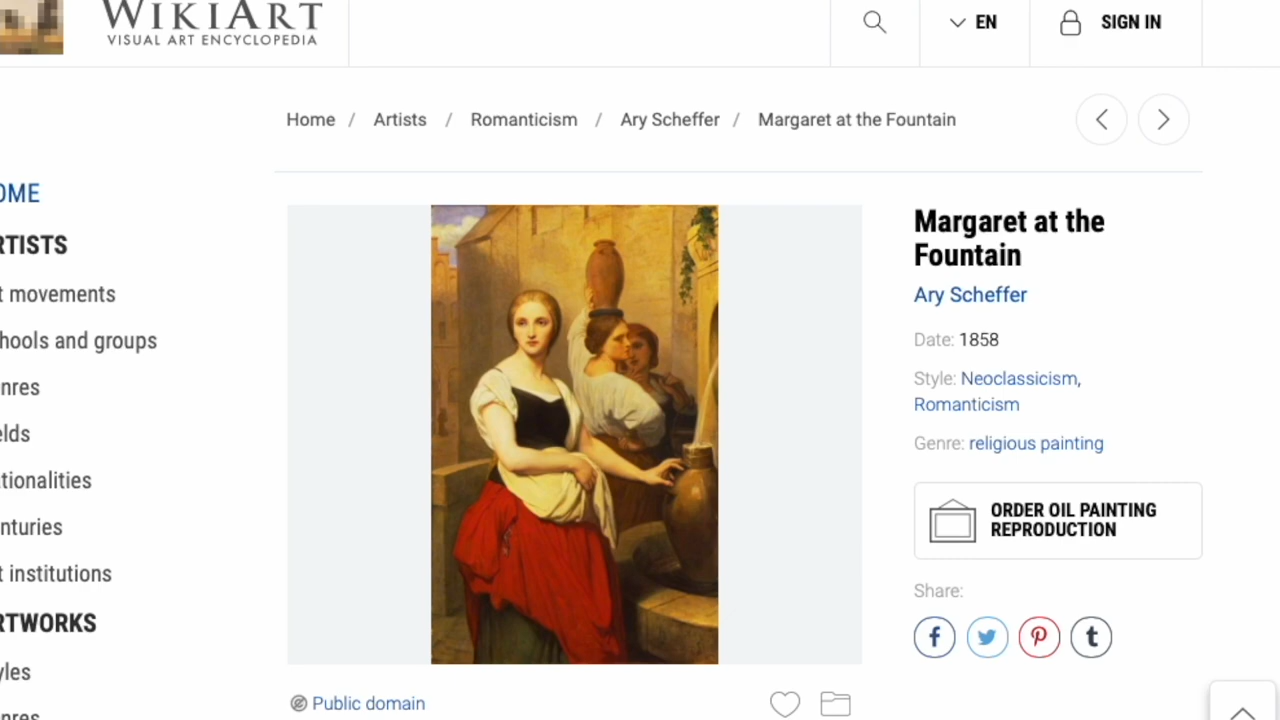 WIKIART
VISUAL ART ENCYCLOPEDIA
EN
SIGN IN
Home / Artists / Romanticism / Ary Scheffer / Margaret at the Fountain
OME
RTISTS
t movements
hools and groups
nres
elds
tionalities
nturies
t institutions
RTWORKS
yles
nres
Margaret at the
Fountain
Ary Scheffer
Date: 1858
Style: Neoclassicism,
Romanticism
Genre: religious painting
ORDER OIL PAINTING
REPRODUCTION
Share:
Public domain